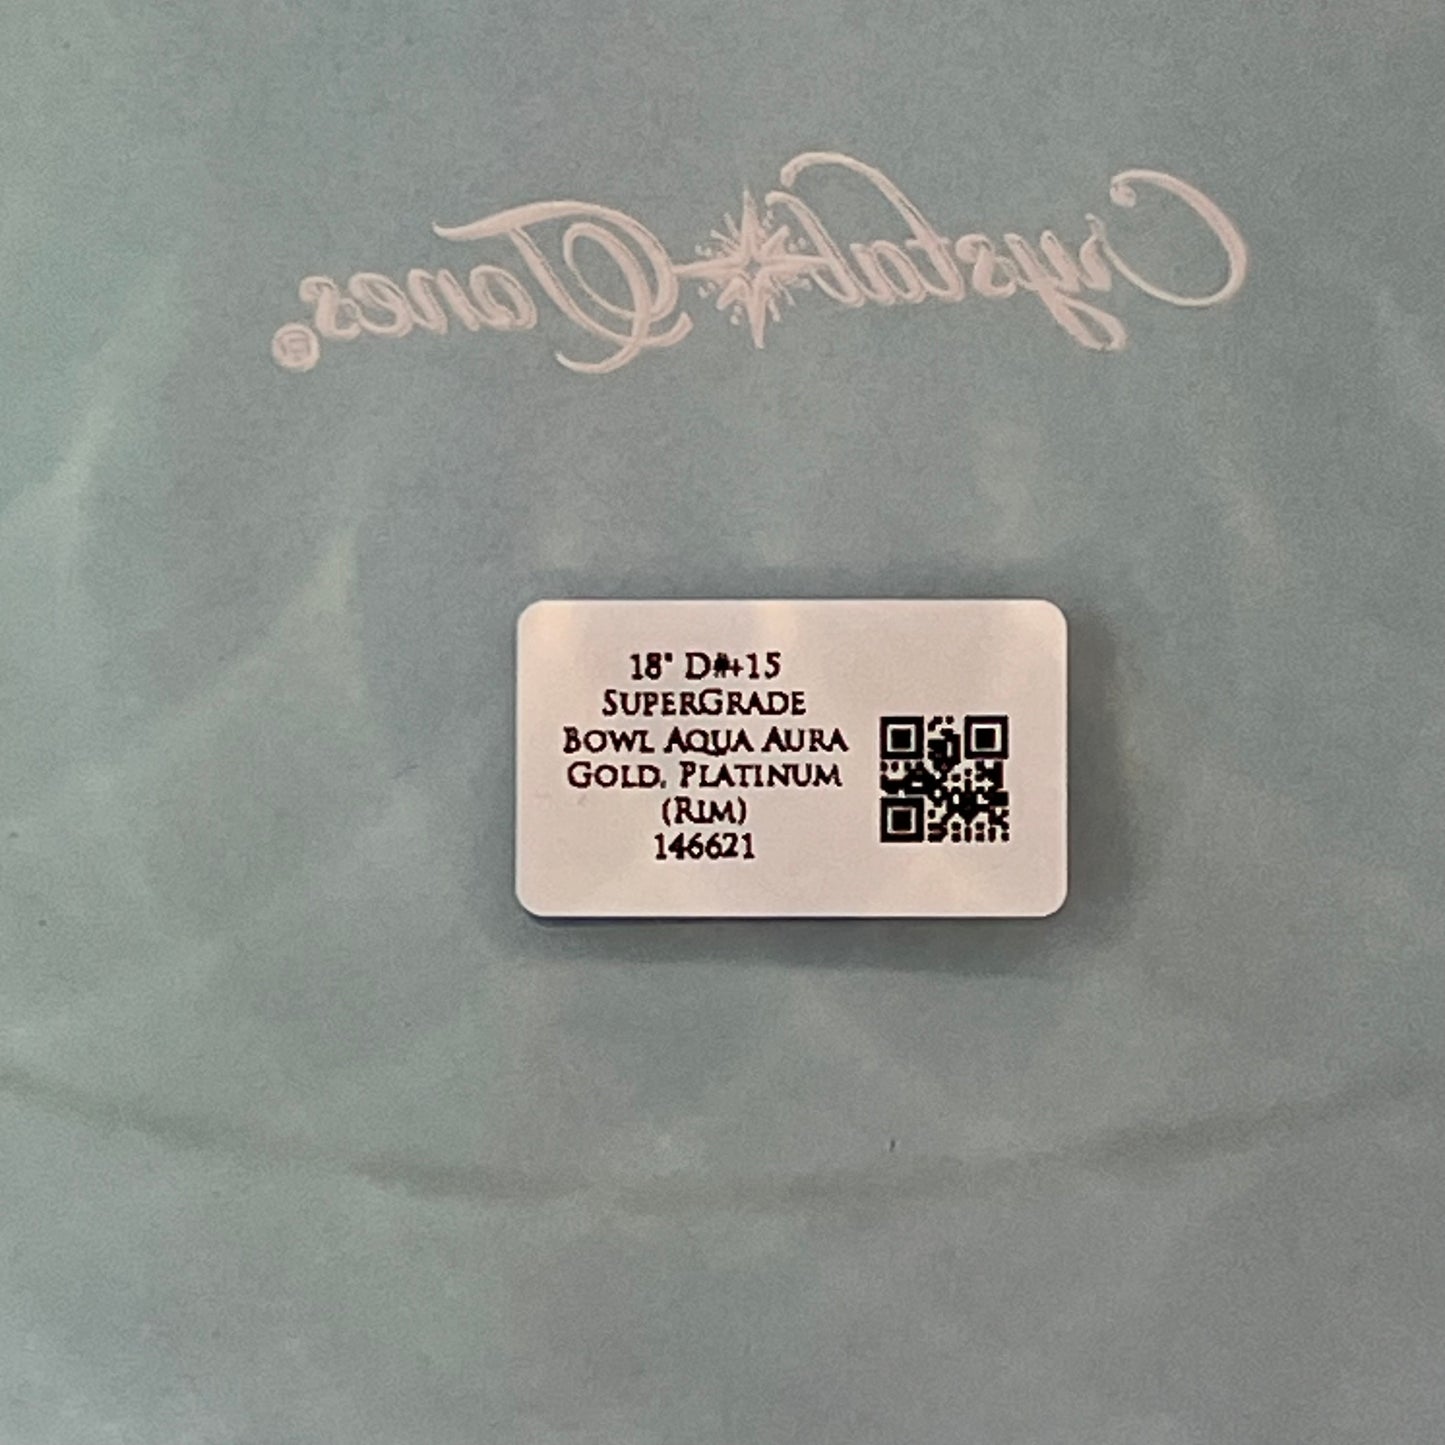 Crystal Tones®
18" D#+15
SUPERGRADE
BOWL AQUA AURA
GOLD, PLATINUM
(RIM)
146621